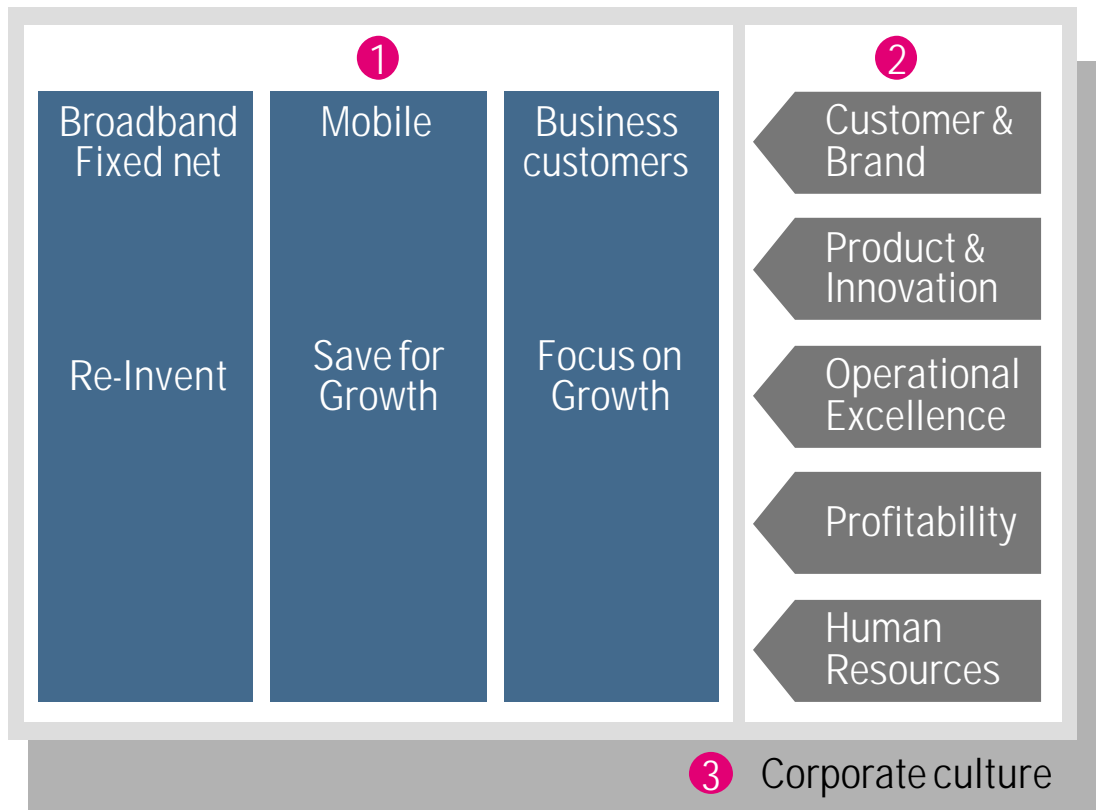 1
Broadband
Fixed net
Re-Invent
Mobile
Save for
Growth
Business
customers
Focus on
Growth
2
Customer &
Brand
Product &
Innovation
Operational
Excellence
Profitability
Human
Resources
3 Corporate culture